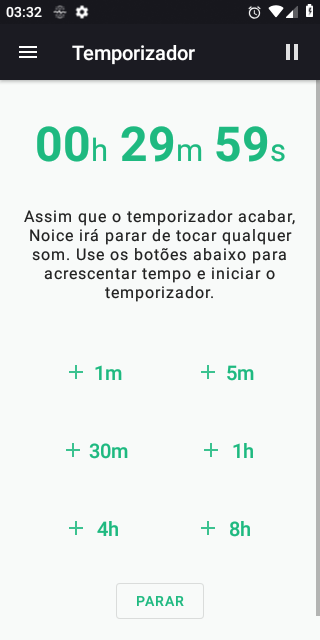 03:32
Temporizador
00h 29m 59s
Assim que o temporizador acabar,
Noice irá parar de tocar qualquer
som. Use os botões abaixo para
acrescentar tempo e iniciar o
temporizador.
+ 1m + 5m
+ 30m + 1h
+ 4h + 8h
PARAR